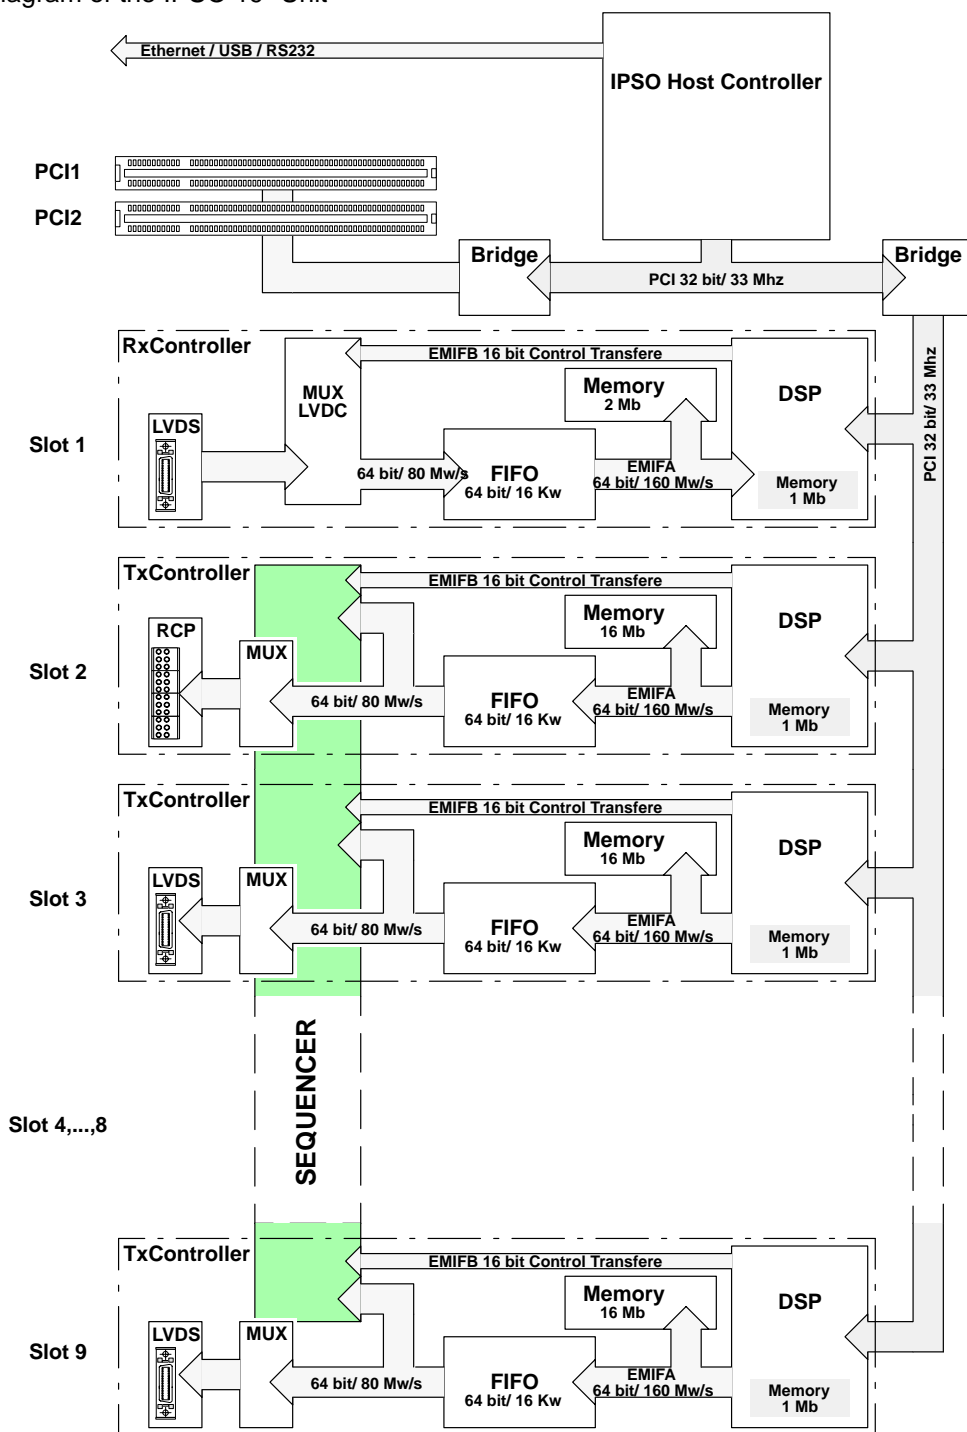 Ethernet / USB / RS232
IPSO Host Controller
PCI1
PCI2
Bridge
PCI 32 bit/ 33 Mhz
Bridge
RxController
EMIFB 16 bit Control Transfere
MUX
LVDC
Memory
2 Mb
DSP
PCI 32 bit/ 33 Mhz
Slot 1
LVDS
64 bit/ 80 Mw/s
FIFO
64 bit/ 16 Kw
EMIFA
64 bit/ 160 Mw/s
Memory
1 Mb
TxController
EMIFB 16 bit Control Transfere
Memory
16 Mb
DSP
Slot 2
RCP
MUX
64 bit/ 80 Mw/s
FIFO
64 bit/ 16 Kw
EMIFA
64 bit/ 160 Mw/s
Memory
1 Mb
TxController
EMIFB 16 bit Control Transfere
Memory
16 Mb
DSP
Slot 3
LVDS
MUX
64 bit/ 80 Mw/s
FIFO
64 bit/ 16 Kw
EMIFA
64 bit/ 160 Mw/s
Memory
1 Mb
SEQUENCER
Slot 4,...,8
TxController
EMIFB 16 bit Control Transfere
Memory
16 Mb
DSP
Slot 9
LVDS
MUX
64 bit/ 80 Mw/s
FIFO
64 bit/ 16 Kw
EMIFA
64 bit/ 160 Mw/s
Memory
1 Mb